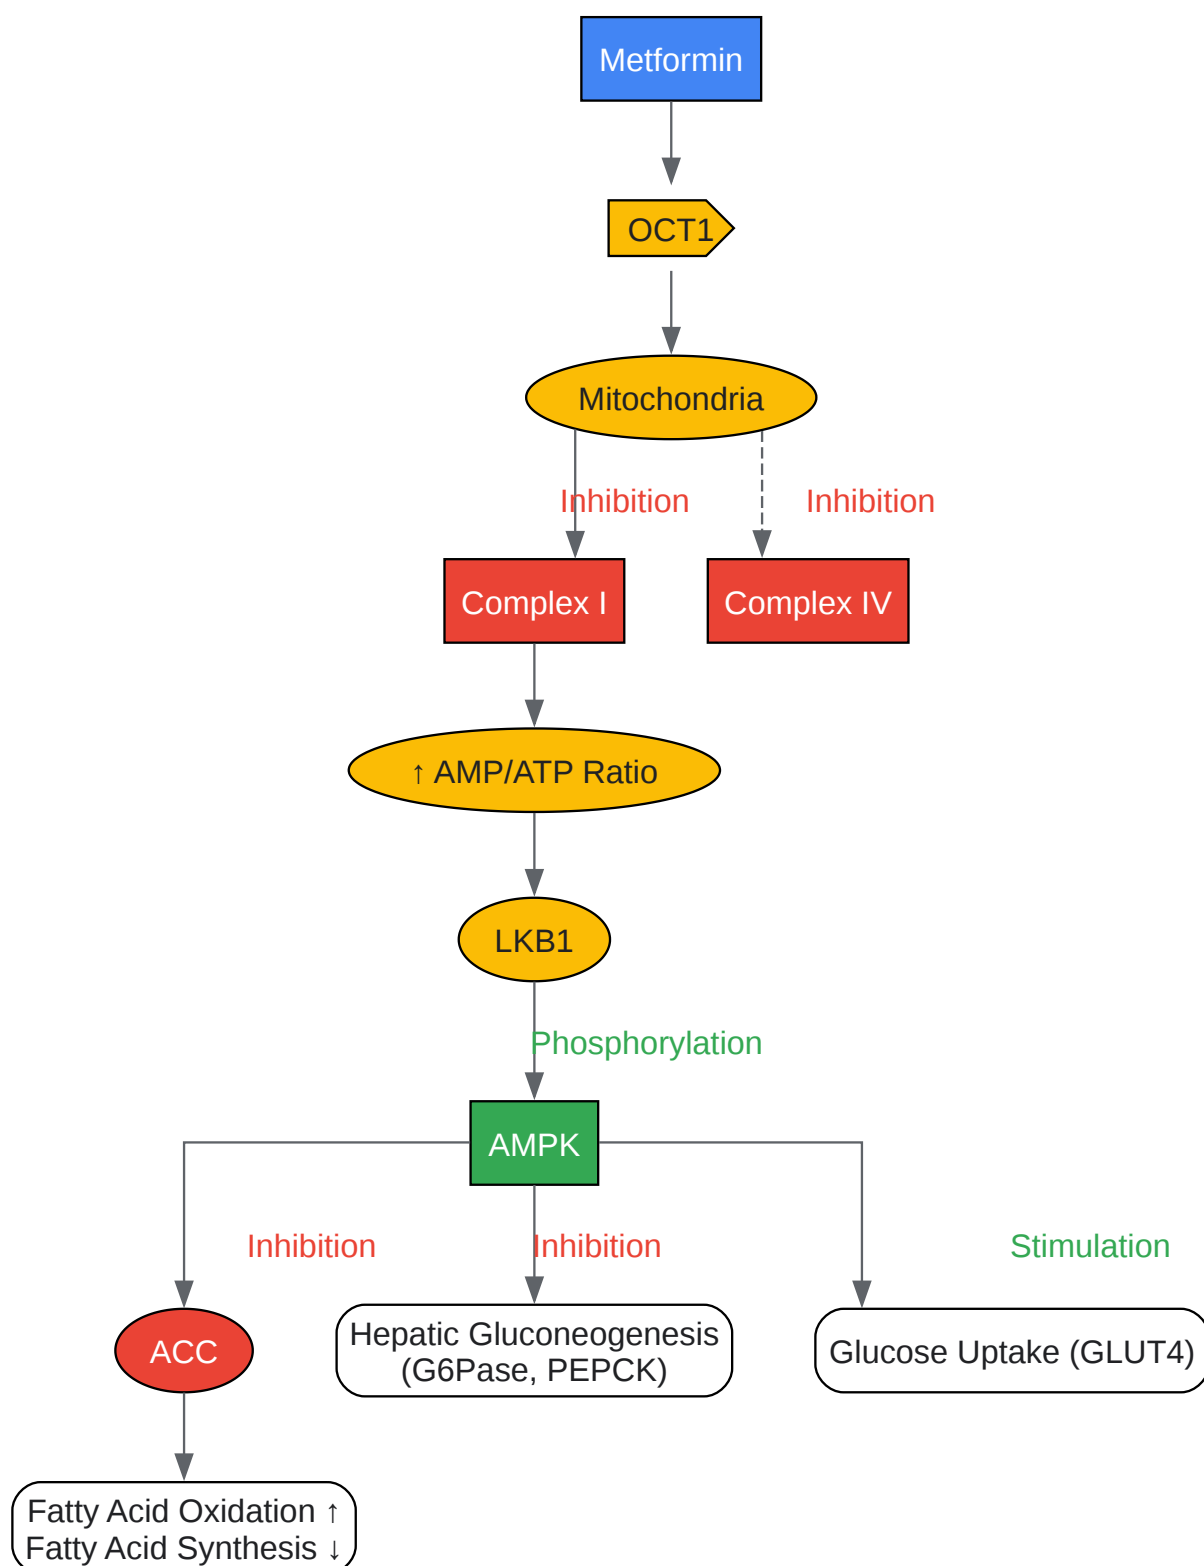 Metformin
OCT1
Mitochondria
Inhibition
Inhibition
Complex I
Complex IV
↑ AMP/ATP Ratio
LKB1
Phosphorylation
AMPK
Inhibition
Inhibition
Stimulation
ACC
Hepatic Gluconeogenesis
(G6Pase, PEPCK)
Glucose Uptake (GLUT4)
Fatty Acid Oxidation ↑
Fatty Acid Synthesis ↓